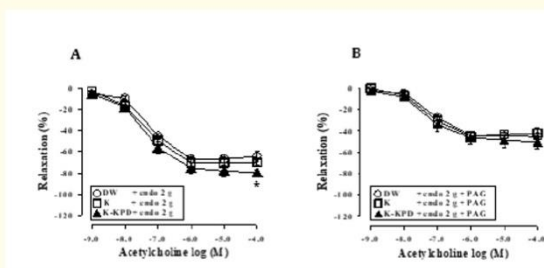 A
Relaxation (%)
0
-20
-40
-60
-80
-100
-120
DW + endo 2 g
K + endo 2 g
K-KPD + endo 2 g
*
-9.0 -8.0 -7.0 -6.0 -5.0 -4.0
Acetylcholine log (M)
B
Relaxation (%)
0
-20
-40
-60
-80
-100
-120
DW + endo 2 g + PAG
K + endo 2 g + PAG
K-KPD + endo 2 g + PAG
-9.0 -8.0 -7.0 -6.0 -5.0 -4.0
Acetylcholine log (M)